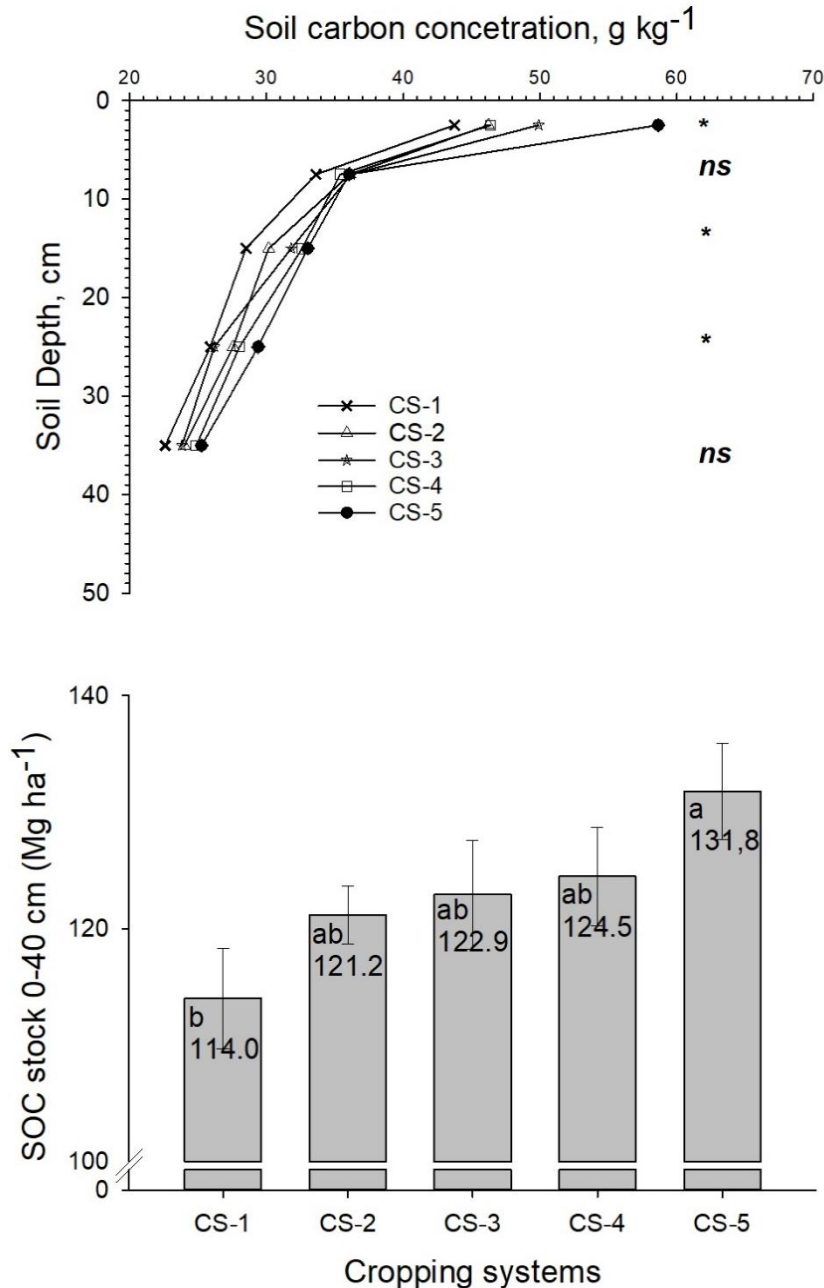 Soil carbon concetration, g kg-1
20 30 40 50 60 70
0
*
ns
10
*
20
*
30
ns
40
50
Soil Depth, cm
CS-1
CS-2
CS-3
CS-4
CS-5
SOC stock 0-40 cm (Mg ha-1)
140
120
100
0
b
114.0
ab
121.2
ab
122.9
ab
124.5
a
131,8
CS-1 CS-2 CS-3 CS-4 CS-5
Cropping systems